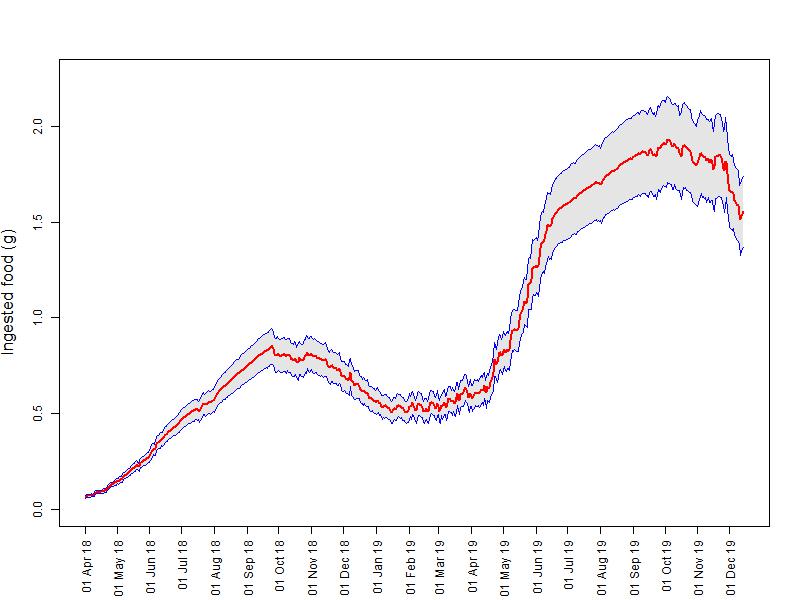 Ingested food (g)
2.0
1.5
1.0
0.5
0.0
01 Apr 18
01 May 18
01 Jun 18
01 Jul 18
01 Aug 18
01 Sep 18
01 Oct 18
01 Nov 18
01 Dec 18
01 Jan 19
01 Feb 19
01 Mar 19
01 Apr 19
01 May 19
01 Jun 19
01 Jul 19
01 Aug 19
01 Sep 19
01 Oct 19
01 Nov 19
01 Dec 19